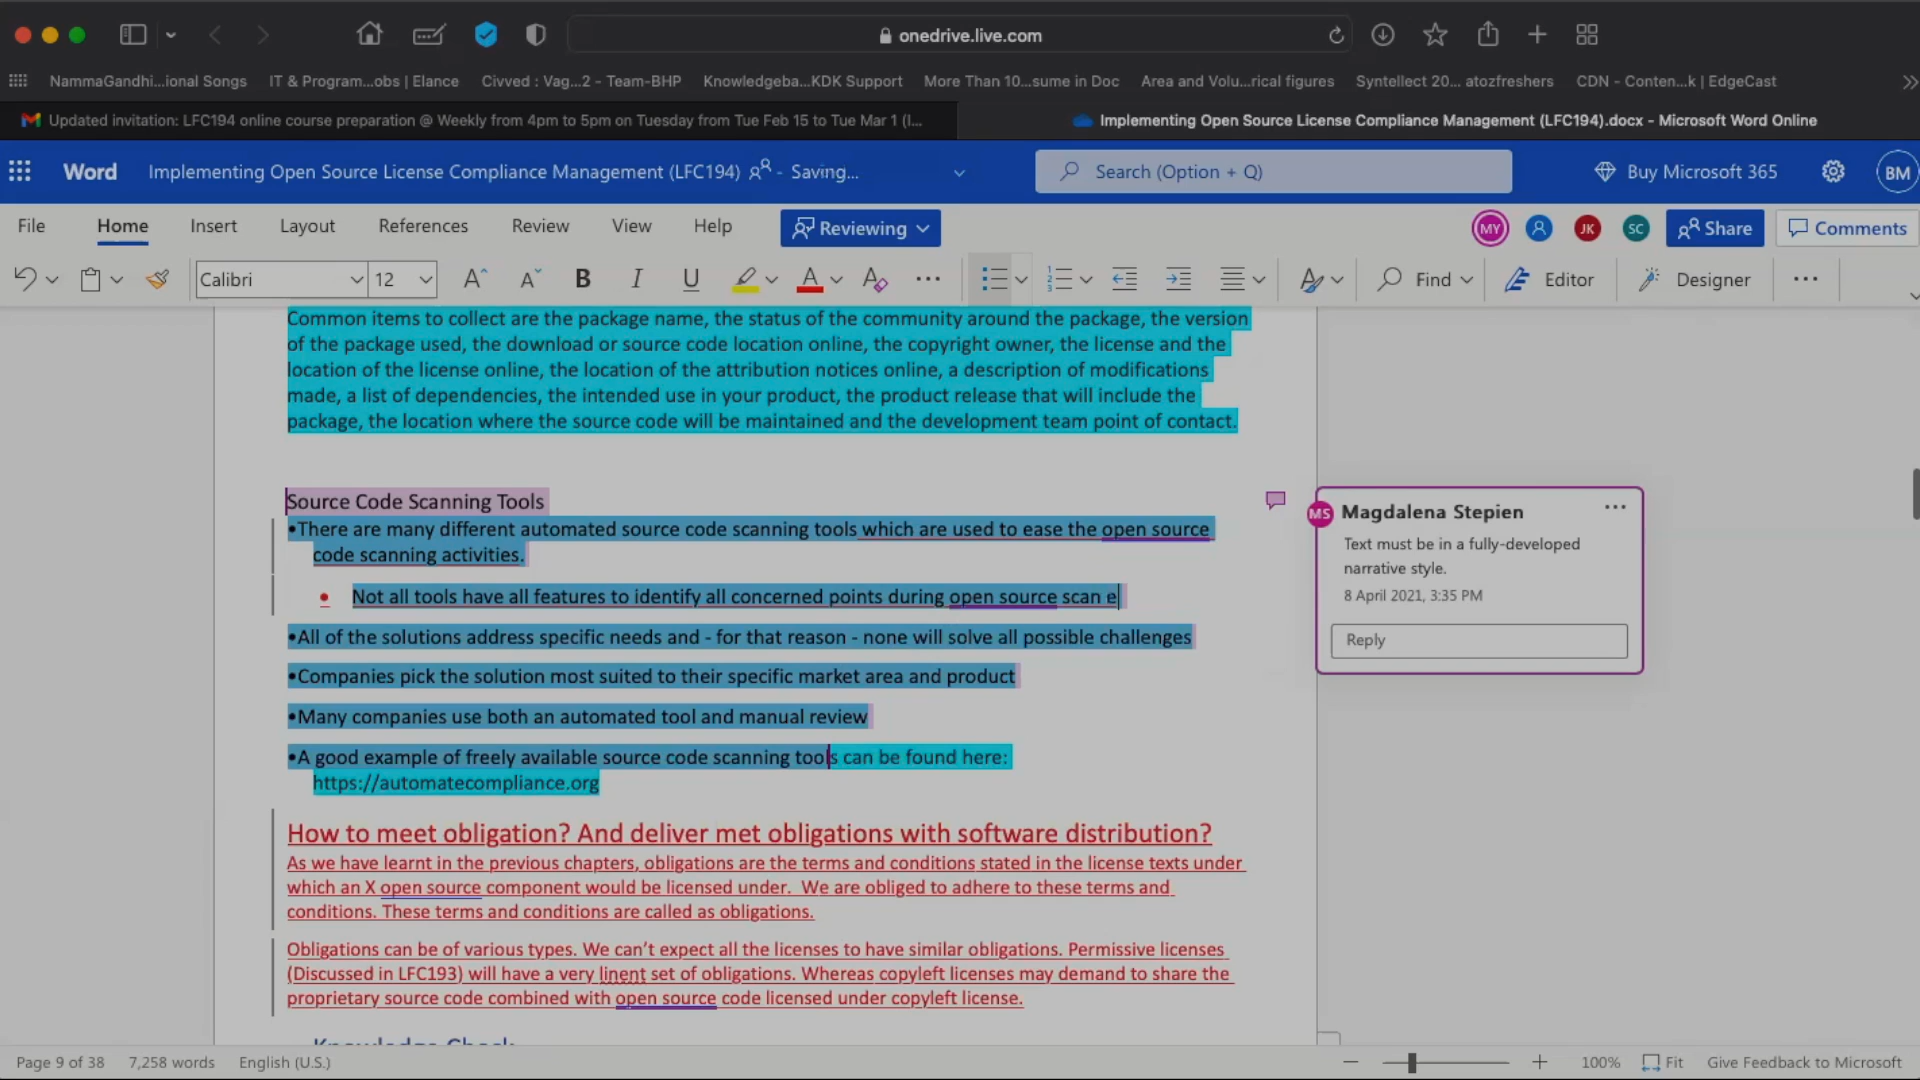 onedrive.live.com
NammaGandhi...ional Songs IT & Program...obs | Elance Civved : Vag...2 - Team-BHP Knowledgeba...KDK Support More Than 10...sume in Doc Area and Volu...rical figures Syntellect 20... atozfreshers CDN - Conten...k | EdgeCast
Updated invitation: LFC194 online course preparation @ Weekly from 4pm to 5pm on Tuesday from Tue Feb 15 to Tue Mar 1 (I...
Implementing Open Source License Compliance Management (LFC194).docx - Microsoft Word Online
Word Implementing Open Source License Compliance Management (LFC194) - Saving... Search (Option + Q) Buy Microsoft 365 BM
File Home Insert Layout References Review View Help Reviewing MY JK SC Share Comments
Calibri 12 B I U A Find Editor Designer
Common items to collect are the package name, the status of the community around the package, the version
of the package used, the download or source code location online, the copyright owner, the license and the
location of the license online, the location of the attribution notices online, a description of modifications
made, a list of dependencies, the intended use in your product, the product release that will include the
package, the location where the source code will be maintained and the development team point of contact.
Source Code Scanning Tools
•There are many different automated source code scanning tools which are used to ease the open source
code scanning activities.
• Not all tools have all features to identify all concerned points during open source scan e
•All of the solutions address specific needs and - for that reason - none will solve all possible challenges
•Companies pick the solution most suited to their specific market area and product
•Many companies use both an automated tool and manual review
•A good example of freely available source code scanning tools can be found here:
https://automatecompliance.org
How to meet obligation? And deliver met obligations with software distribution?
As we have learnt in the previous chapters, obligations are the terms and conditions stated in the license texts under
which an X open source component would be licensed under. We are obliged to adhere to these terms and
conditions. These terms and conditions are called as obligations.
Obligations can be of various types. We can't expect all the licenses to have similar obligations. Permissive licenses
(Discussed in LFC193) will have a very linent set of obligations. Whereas copyleft licenses may demand to share the
proprietary source code combined with open source code licensed under copyleft license.
Knowledge Check
MS Magdalena Stepien
Text must be in a fully-developed
narrative style.
8 April 2021, 3:35 PM
Reply
Page 9 of 38 7,258 words English (U.S.) 100% Fit Give Feedback to Microsoft